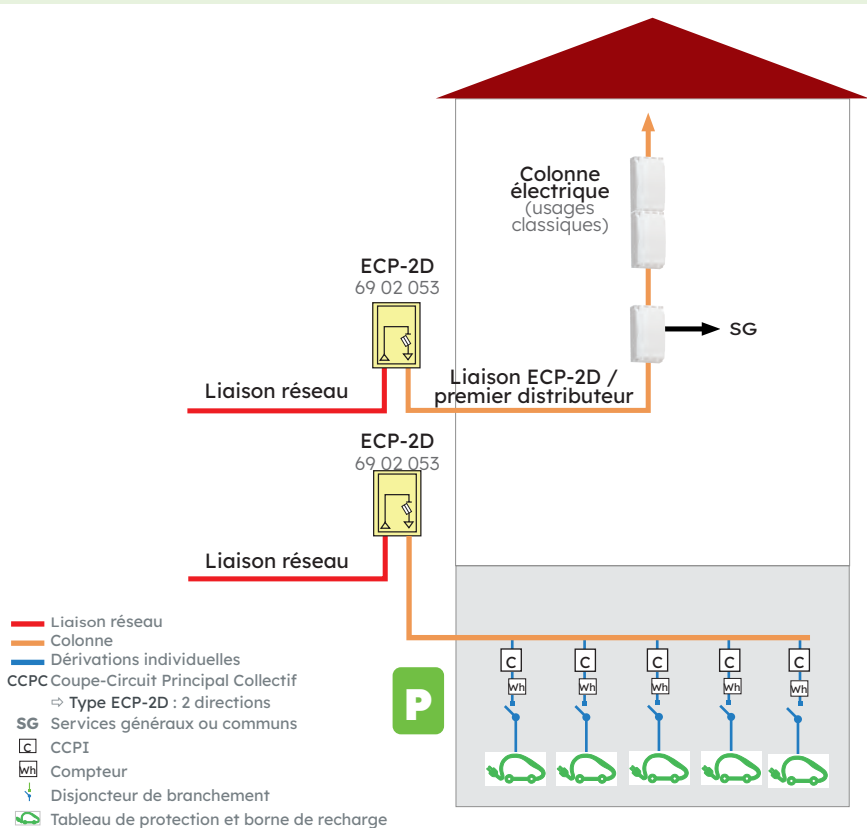 Colonne
électrique
(usages
classiques)
ECP-2D
69 02 053
SG
Liaison réseau
Liaison ECP-2D /
premier distributeur
ECP-2D
69 02 053
Liaison réseau
Liaison réseau
Colonne
Dérivations individuelles
CCPC Coupe-Circuit Principal Collectif
⇨ Type ECP-2D : 2 directions
SG Services généraux ou communs
C CCPI
Wh Compteur
Disjoncteur de branchement
Tableau de protection et borne de recharge
P
C C C C C
Wh Wh Wh Wh Wh